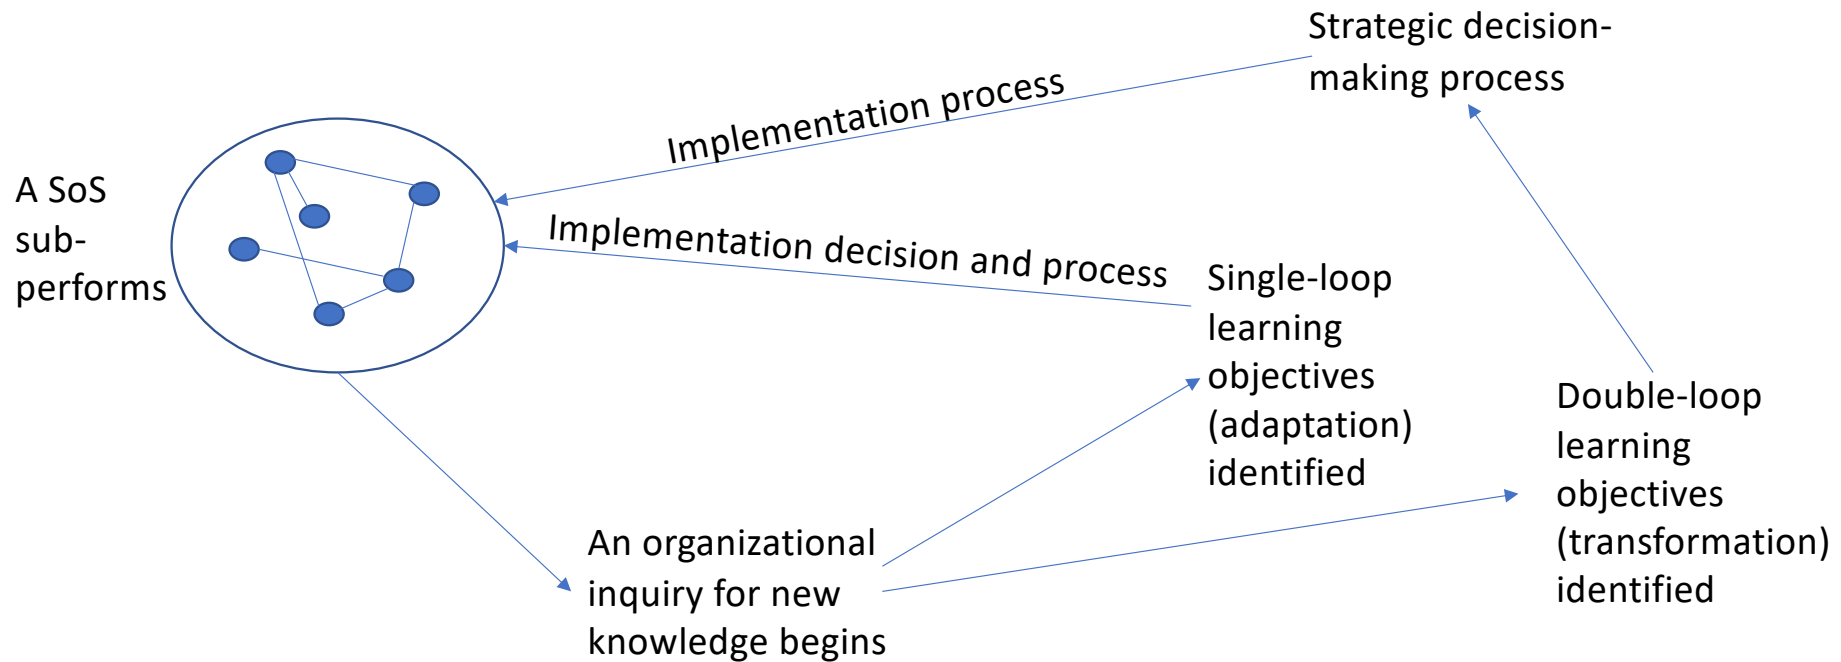 Strategic decision-
making process
Implementation process
A SoS
sub-
performs
Implementation decision and process
Single-loop
learning
objectives
(adaptation)
identified
Double-loop
learning
objectives
(transformation)
identified
An organizational
inquiry for new
knowledge begins